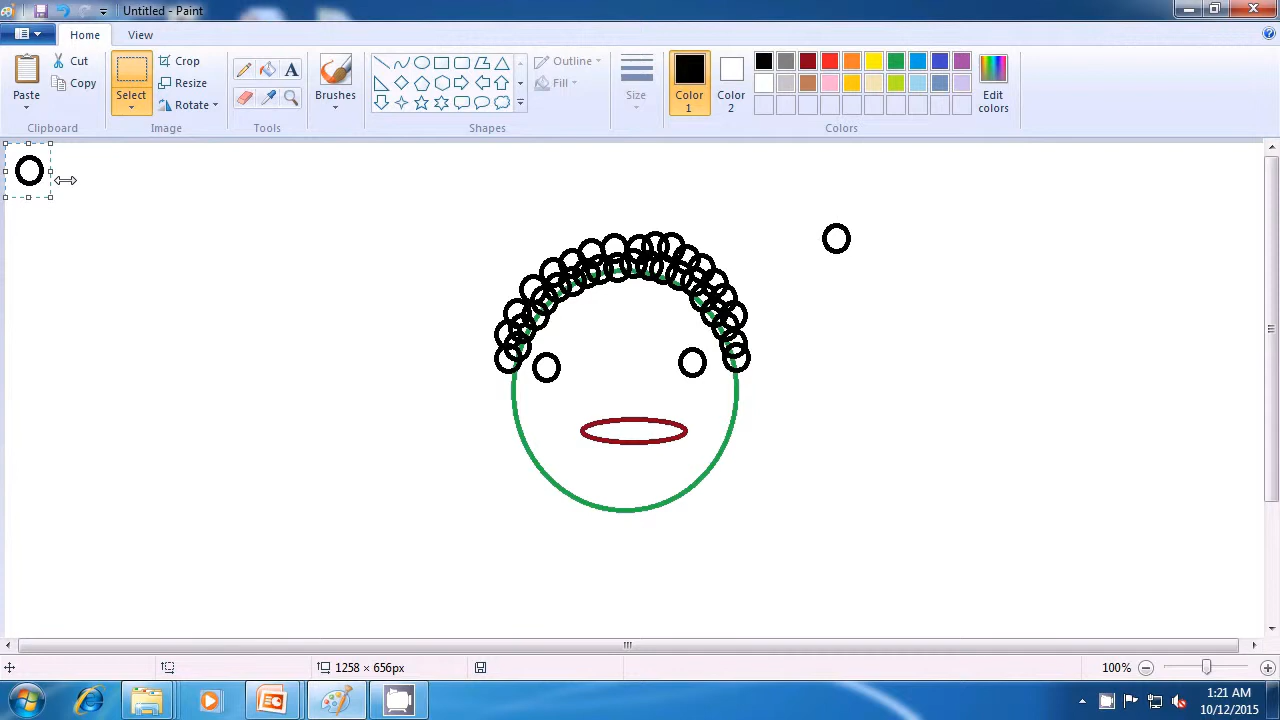 Untitled - Paint
Home View
Paste
Cut
Copy
Clipboard
Select
Crop
Resize
Rotate
Image
A
Tools
Brushes
Outline
Fill
Shapes
Size
Color 1
Color 2
Edit colors
Colors
1258 × 656px
100%
1:21 AM
10/12/2015